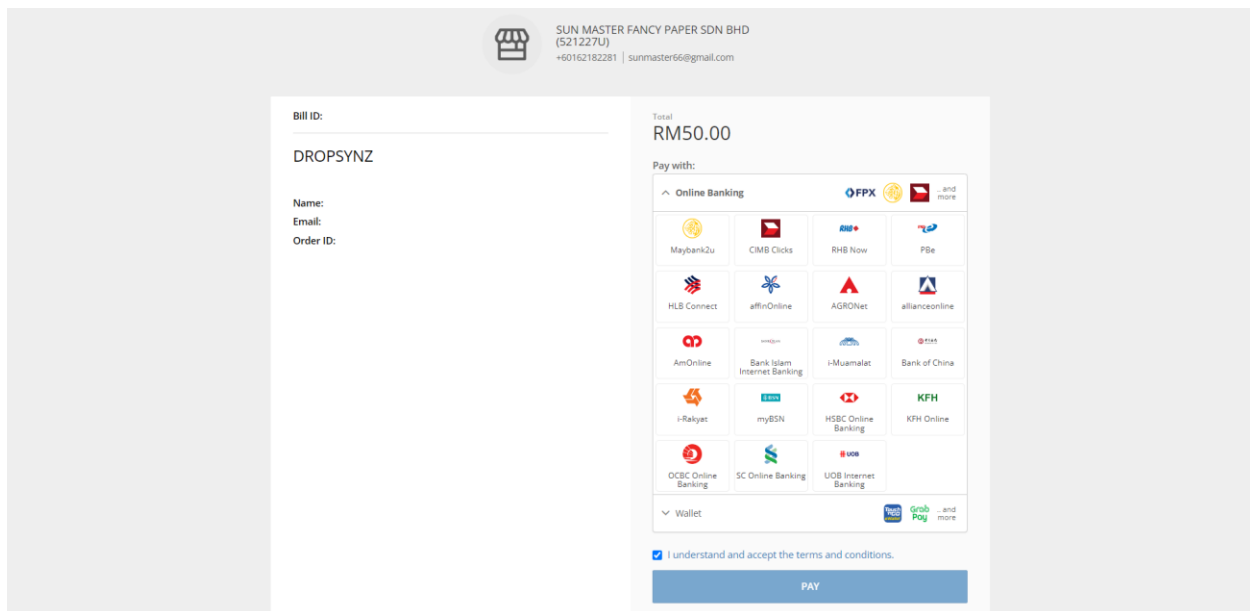 SUN MASTER FANCY PAPER SDN BHD
(521227U)
+60162182281 | sunmaster66@gmail.com
Bill ID:
DROPSYNZ
Name:
Email:
Order ID:
Total
RM50.00
Pay with:
Online Banking
FPX
...and
more
Maybank2u
CIMB Clicks
RHB
RHB Now
PBe
HLB Connect
affinOnline
AGRONet
allianceonline
AmOnline
Bank Islam
Internet Banking
i-Muamalat
Bank of China
i-Rakyat
BSN
myBSN
HSBC Online
Banking
KFH
KFH Online
OCBC Online
Banking
SC Online Banking
UOB
UOB Internet
Banking
Wallet
Touch
Grab
Pay
...and
more
I understand and accept the terms and conditions.
PAY